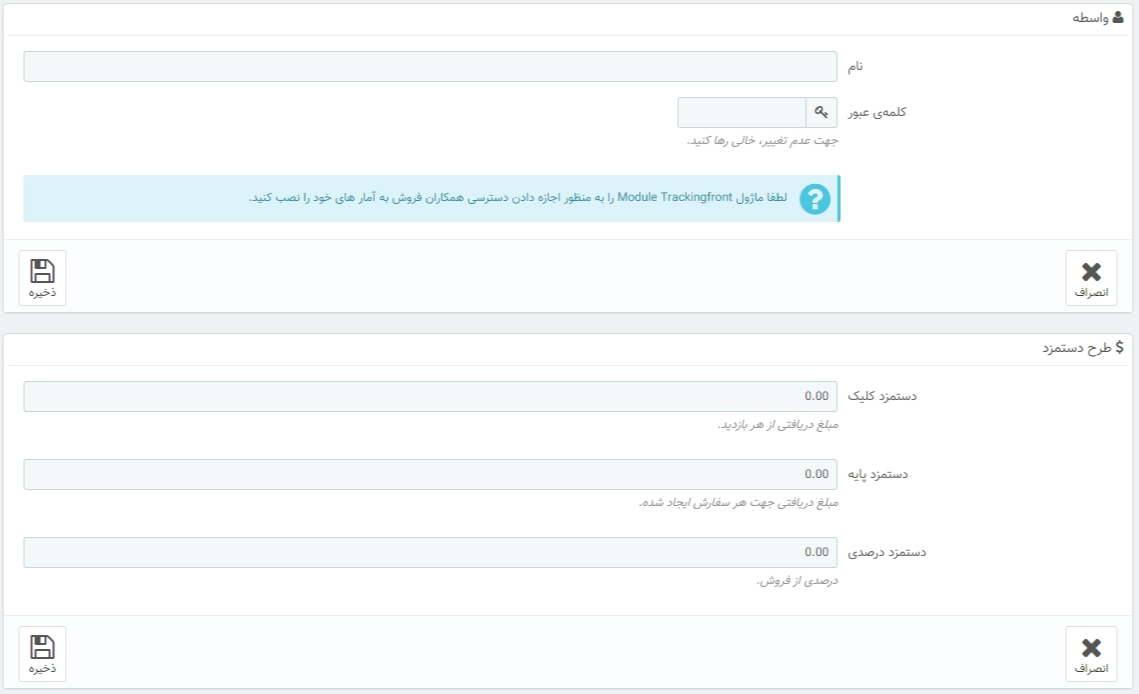 واسطه
نام
کلمه‌ی عبور
جهت عدم تغییر، خالی رها کنید.
لطفا ماژول Module Trackingfront را به منظور اجازه دادن دسترسی همکاران فروش به آمار های خود را نصب کنید.
انصراف
ذخیره
$ طرح دستمزد
دستمزد کلیک
0.00
مبلغ دریافتی از هر بازدید.
دستمزد پایه
0.00
مبلغ دریافتی جهت هر سفارش ایجاد شده.
دستمزد درصدی
0.00
درصدی از فروش.
انصراف
ذخیره